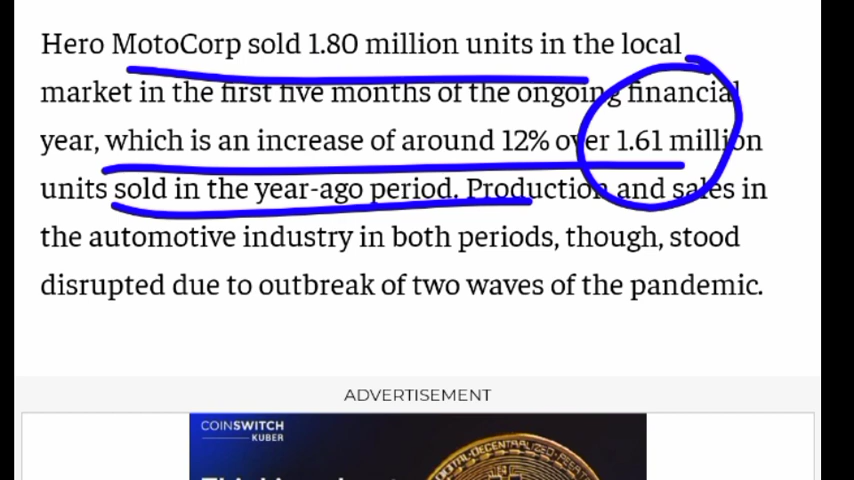 Hero MotoCorp sold 1.80 million units in the local
market in the first five months of the ongoing financial
year, which is an increase of around 12% over 1.61 million
units sold in the year-ago period. Production and sales in
the automotive industry in both periods, though, stood
disrupted due to outbreak of two waves of the pandemic.
ADVERTISEMENT
COINSWITCH
KUBER